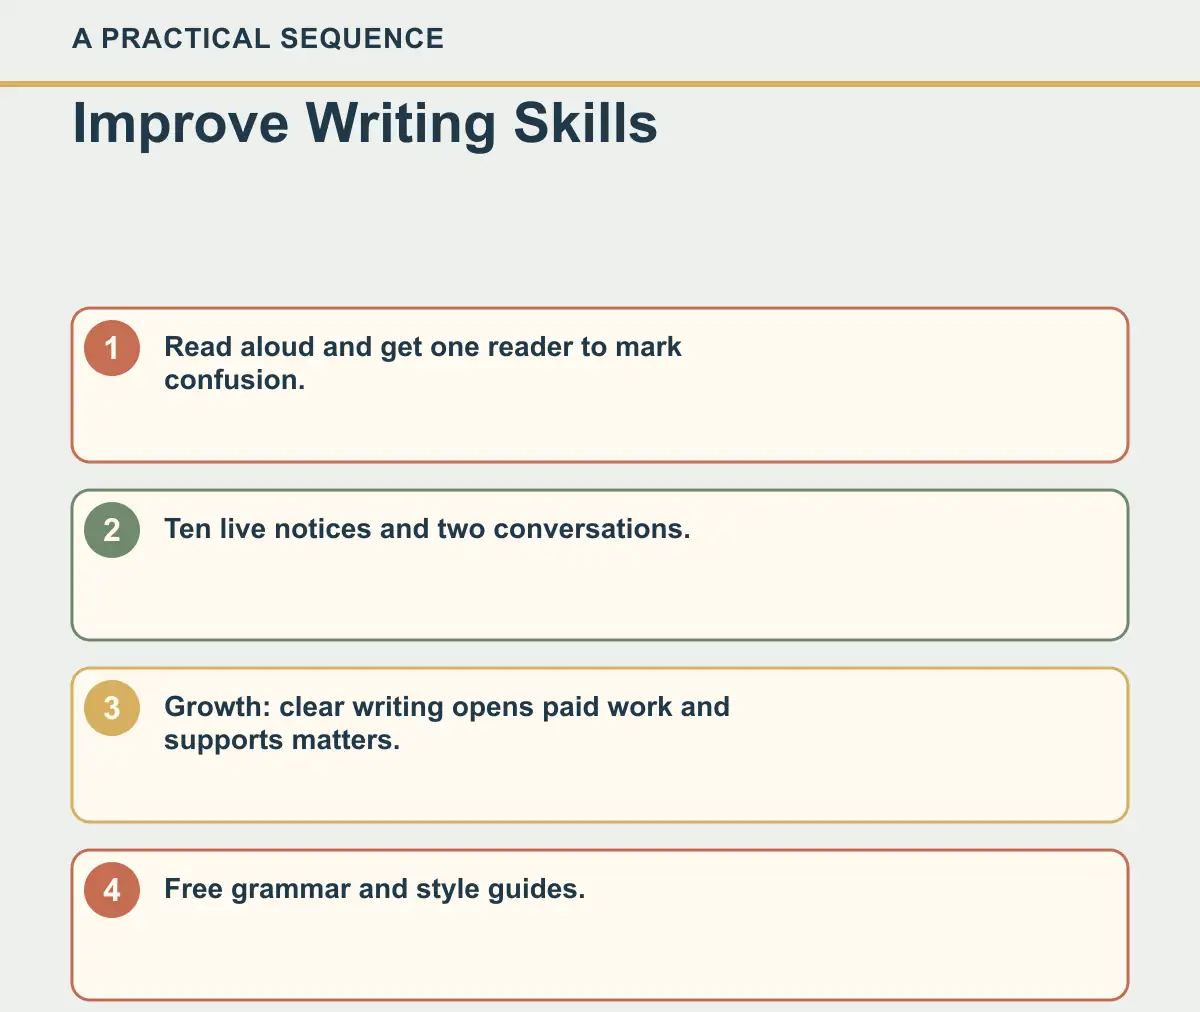 A PRACTICAL SEQUENCE
Improve Writing Skills
1
Read aloud and get one reader to mark
confusion.
2
Ten live notices and two conversations.
3
Growth: clear writing opens paid work and
supports matters.
4
Free grammar and style guides.